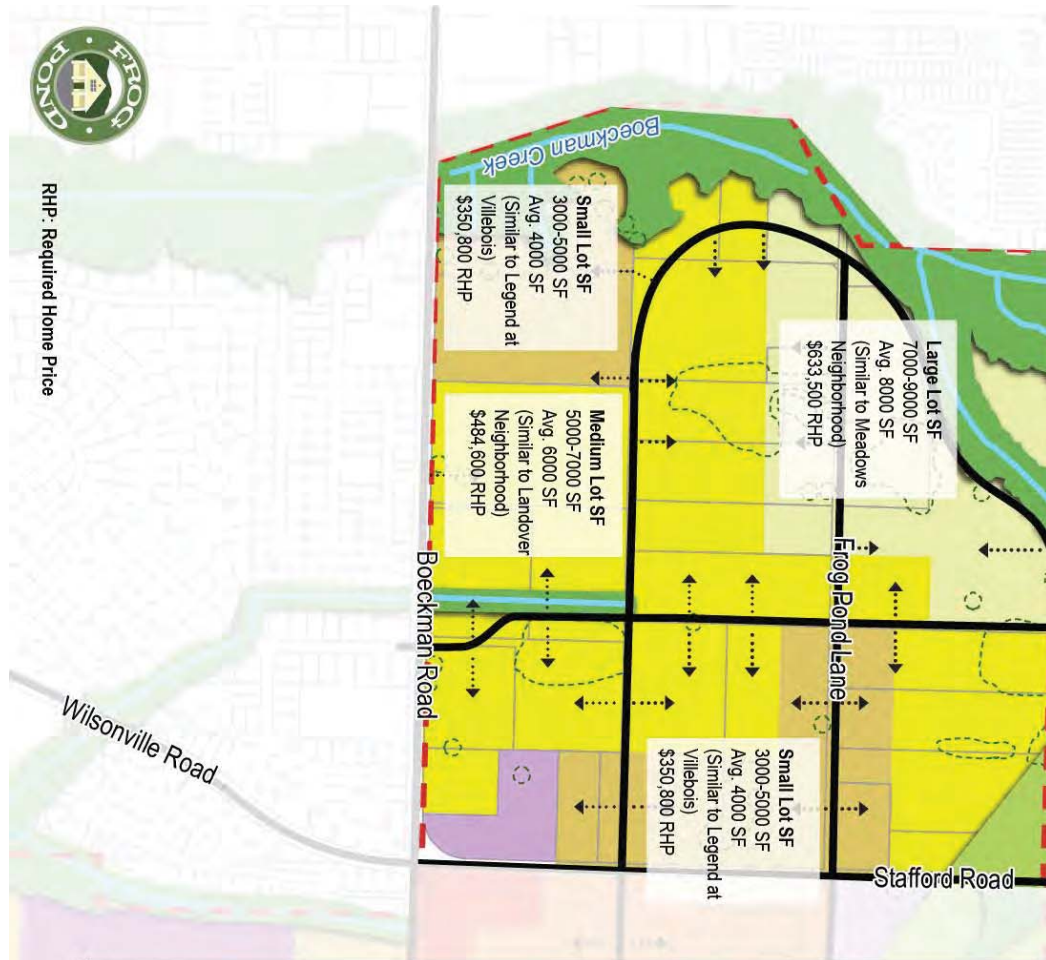 FROG • POND •
RHP: Required Home Price
Boeckman Creek
Small Lot SF
3000-5000 SF
Avg. 4000 SF
(Similar to Legend at
Villebois)
$350,800 RHP
Large Lot SF
7000-9000 SF
Avg. 8000 SF
(Similar to Meadows
Neighborhood)
$633,500 RHP
Medium Lot SF
5000-7000 SF
Avg. 6000 SF
(Similar to Landover
Neighborhood)
$484,600 RHP
Boeckman Road
Frog Pond Lane
Wilsonville Road
Small Lot SF
3000-5000 SF
Avg. 4000 SF
(Similar to Legend at
Villebois)
$350,800 RHP
Stafford Road